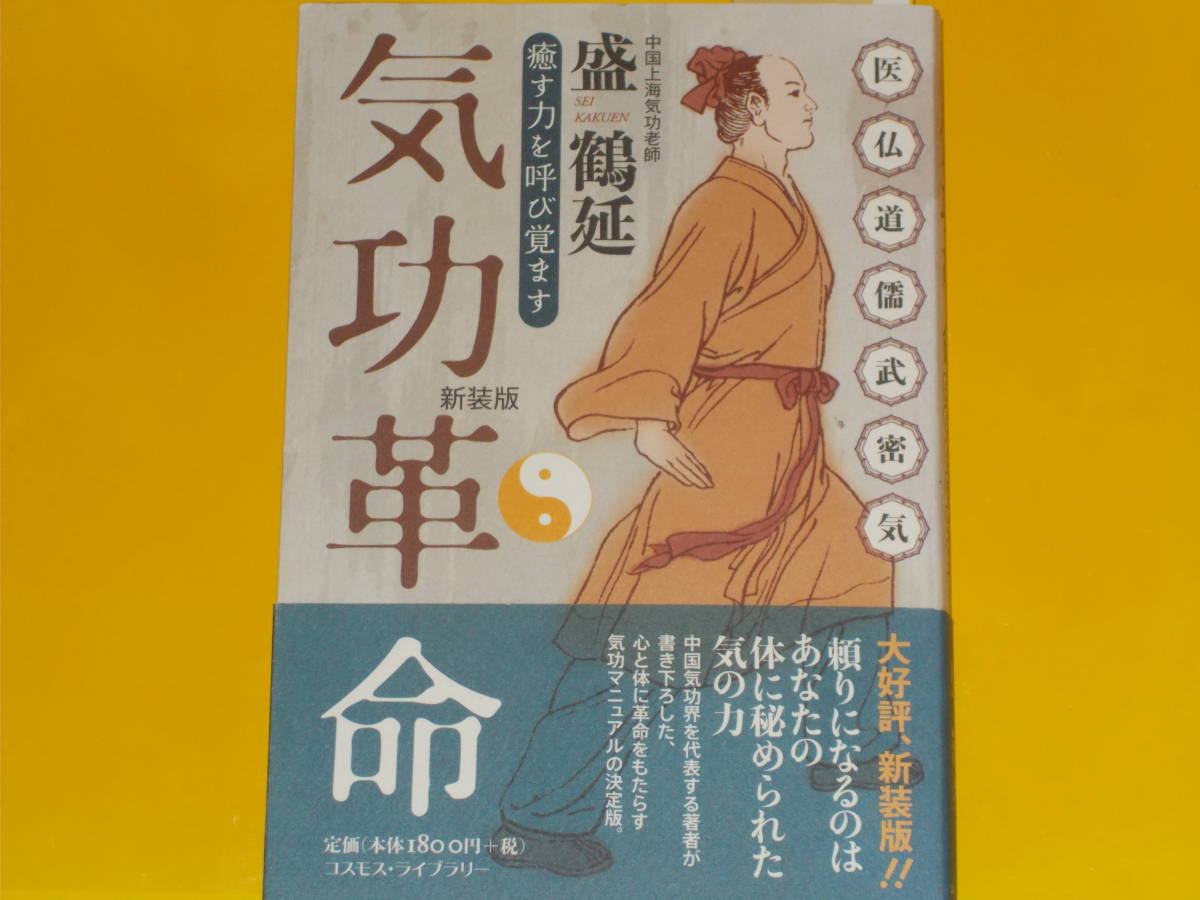 医
仏
道
儒
武
密
気
中国上海気功老師
盛
SEI
KAKUEN
鶴延
癒す力を呼び覚ます
気功革命
新装版
大好評、新装版!!
頼りになるのは
あなたの
体に秘められた
気の力
中国気功界を代表する著者が
書き下ろした、
心と体に革命をもたらす
気功マニュアルの決定版。
定価(本体1800円+税)
コスモス・ライブラリー